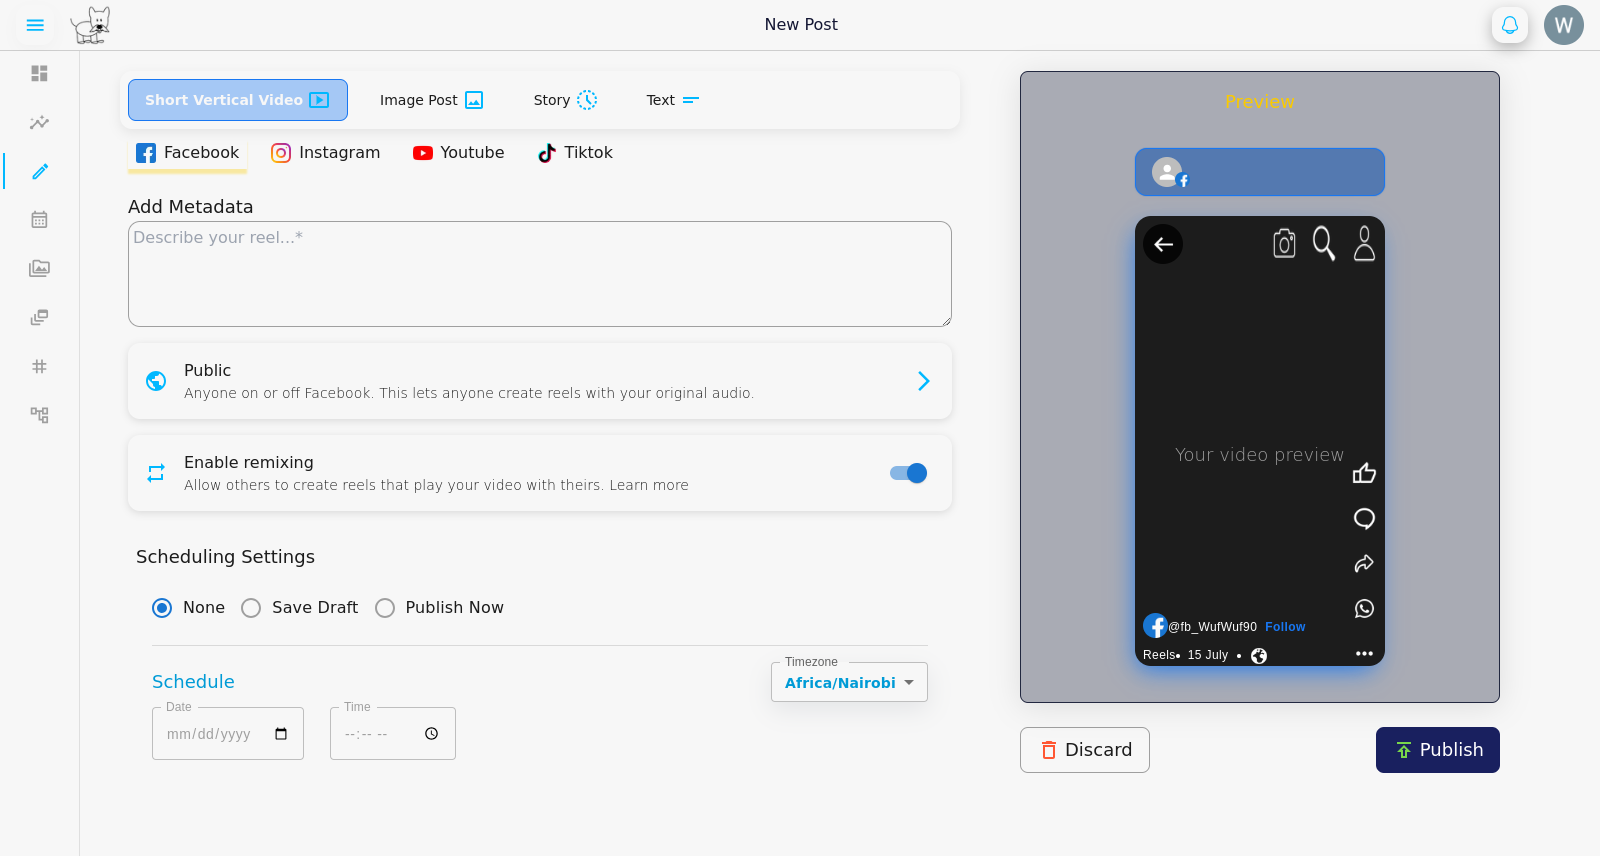 New Post
W
Short Vertical Video
Image Post
Story
Text
Facebook
Instagram
Youtube
Tiktok
Add Metadata
Describe your reel...*
Public
Anyone on or off Facebook. This lets anyone create reels with your original audio.
Enable remixing
Allow others to create reels that play your video with theirs. Learn more
Scheduling Settings
None
Save Draft
Publish Now
Schedule
Timezone
Africa/Nairobi
Date
mm/dd/yyyy
Time
--:-- --
Preview
Your video preview
@fb_WufWuf90 Follow
Reels• 15 July •
Discard
Publish